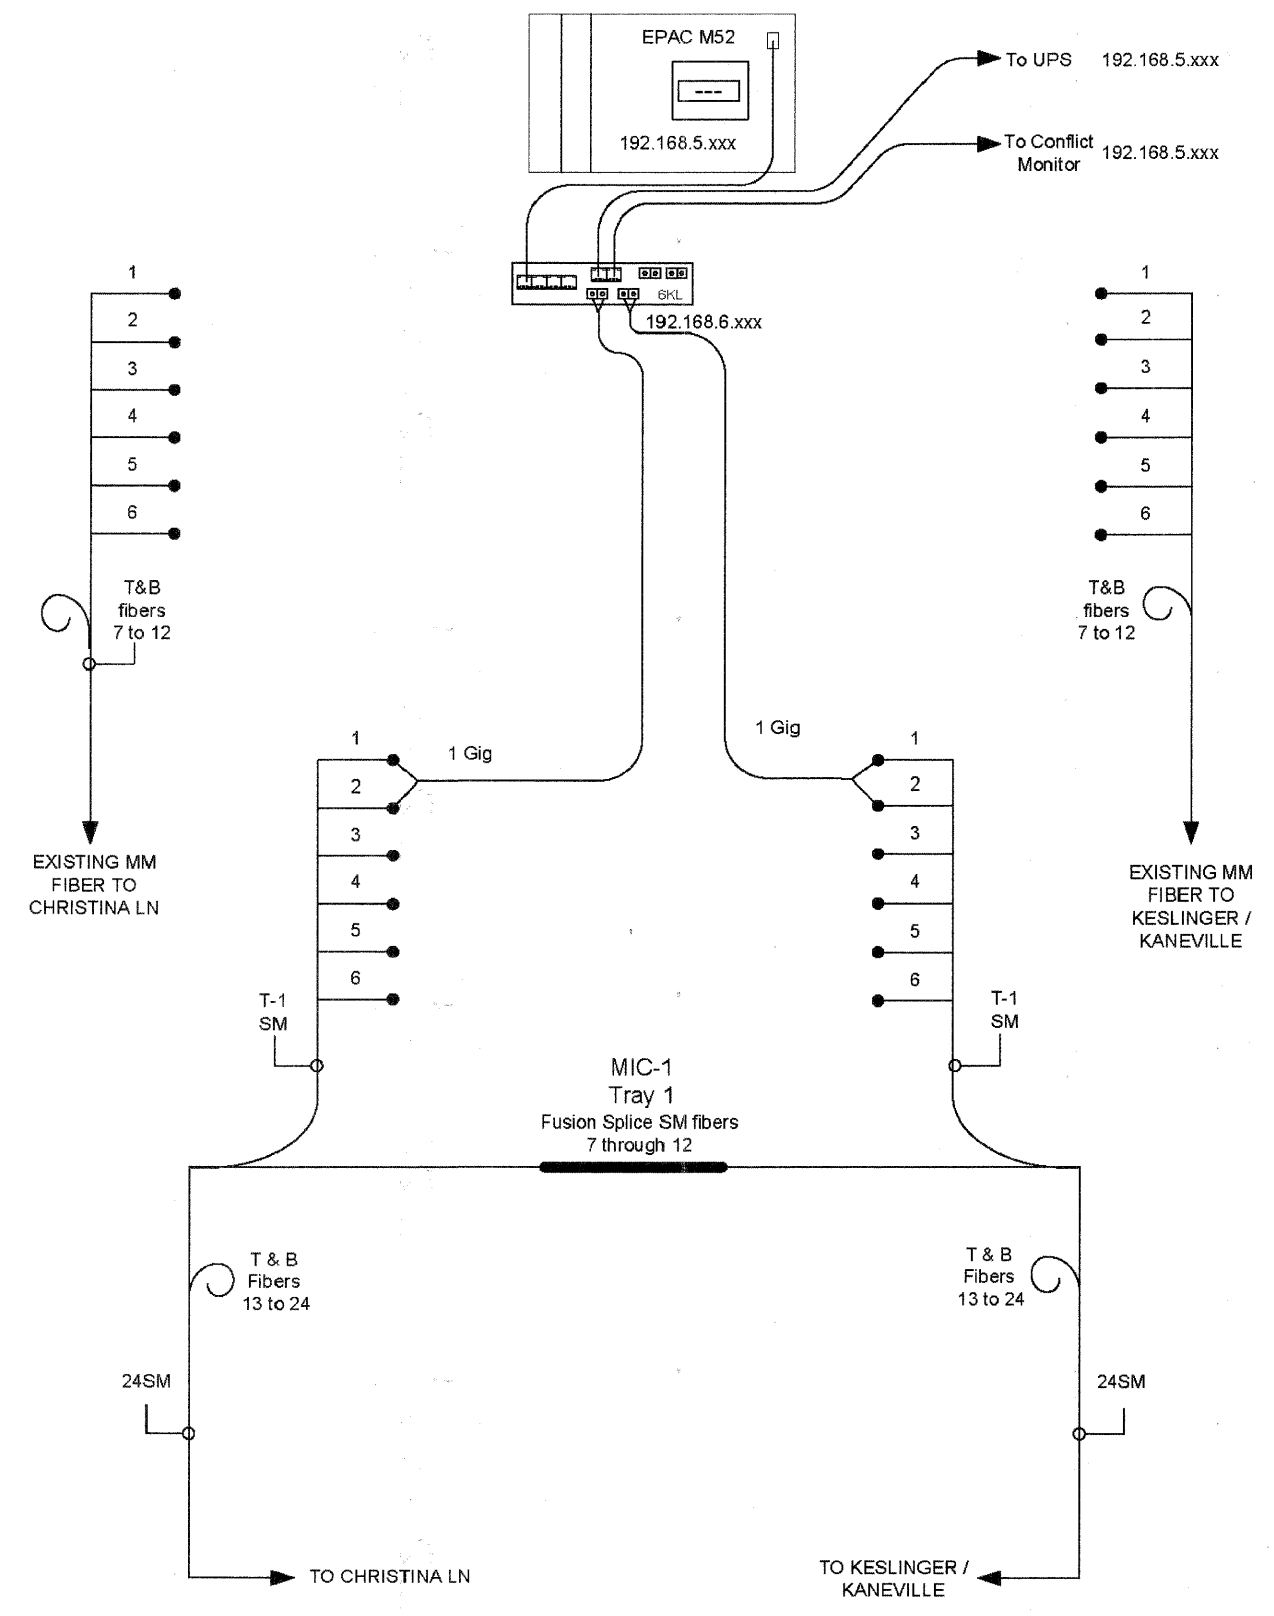 EPAC M52
---
192.168.5.xxx
To UPS 192.168.5.xxx
To Conflict
Monitor 192.168.5.xxx
6KL
192.168.6.xxx
1
2
3
4
5
6
T&B
fibers
7 to 12
EXISTING MM
FIBER TO
CHRISTINA LN
1
2
3
4
5
6
T&B
fibers
7 to 12
EXISTING MM
FIBER TO
KESLINGER /
KANEVILLE
1 Gig
1
2
3
4
5
6
T-1
SM
1 Gig
1
2
3
4
5
6
T-1
SM
MIC-1
Tray 1
Fusion Splice SM fibers
7 through 12
T & B
Fibers
13 to 24
24SM
TO CHRISTINA LN
T & B
Fibers
13 to 24
24SM
TO KESLINGER /
KANEVILLE